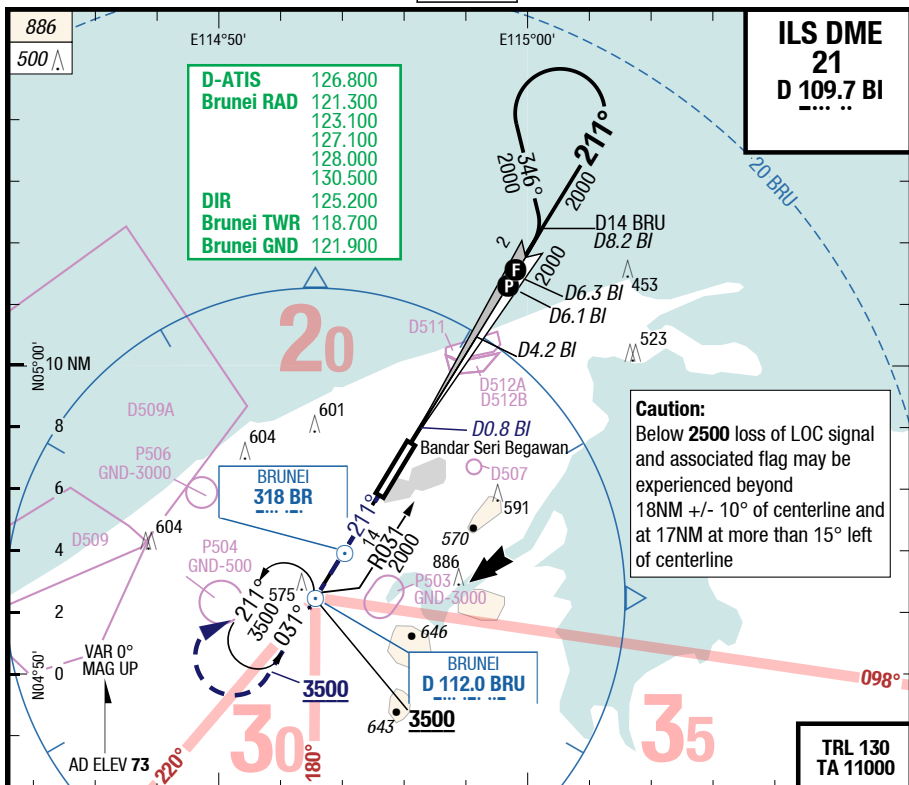 886
500
E114°50'
E115°00'
ILS DME
21
D 109.7 BI
D-ATIS 126.800
Brunei RAD 121.300
123.100
127.100
128.000
130.500
DIR 125.200
Brunei TWR 118.700
Brunei GND 121.900
20 BRU
211°
2000
346°
2000
D14 BRU
D8.2 BI
2
2000
F
P
D6.3 BI
D6.1 BI
453
D4.2 BI
523
20
D511
D512A
D512B
N05°00'
10 NM
8
6
4
2
0
N04°50'
D509A
601
604
D0.8 BI
Bandar Seri Begawan
P506
GND-3000
D507
591
570
BRUNEI
318 BR
Caution:
Below 2500 loss of LOC signal
and associated flag may be
experienced beyond
18NM +/- 10° of centerline and
at 17NM at more than 15° left
of centerline
D509
604
P504
GND-500
211°
14
R031
2000
886
575
P503
GND-3000
211°
3500
031°
646
VAR 0°
MAG UP
BRUNEI
D 112.0 BRU
3500
3500
643
098°
30
35
220°
180°
AD ELEV 73
TRL 130
TA 11000